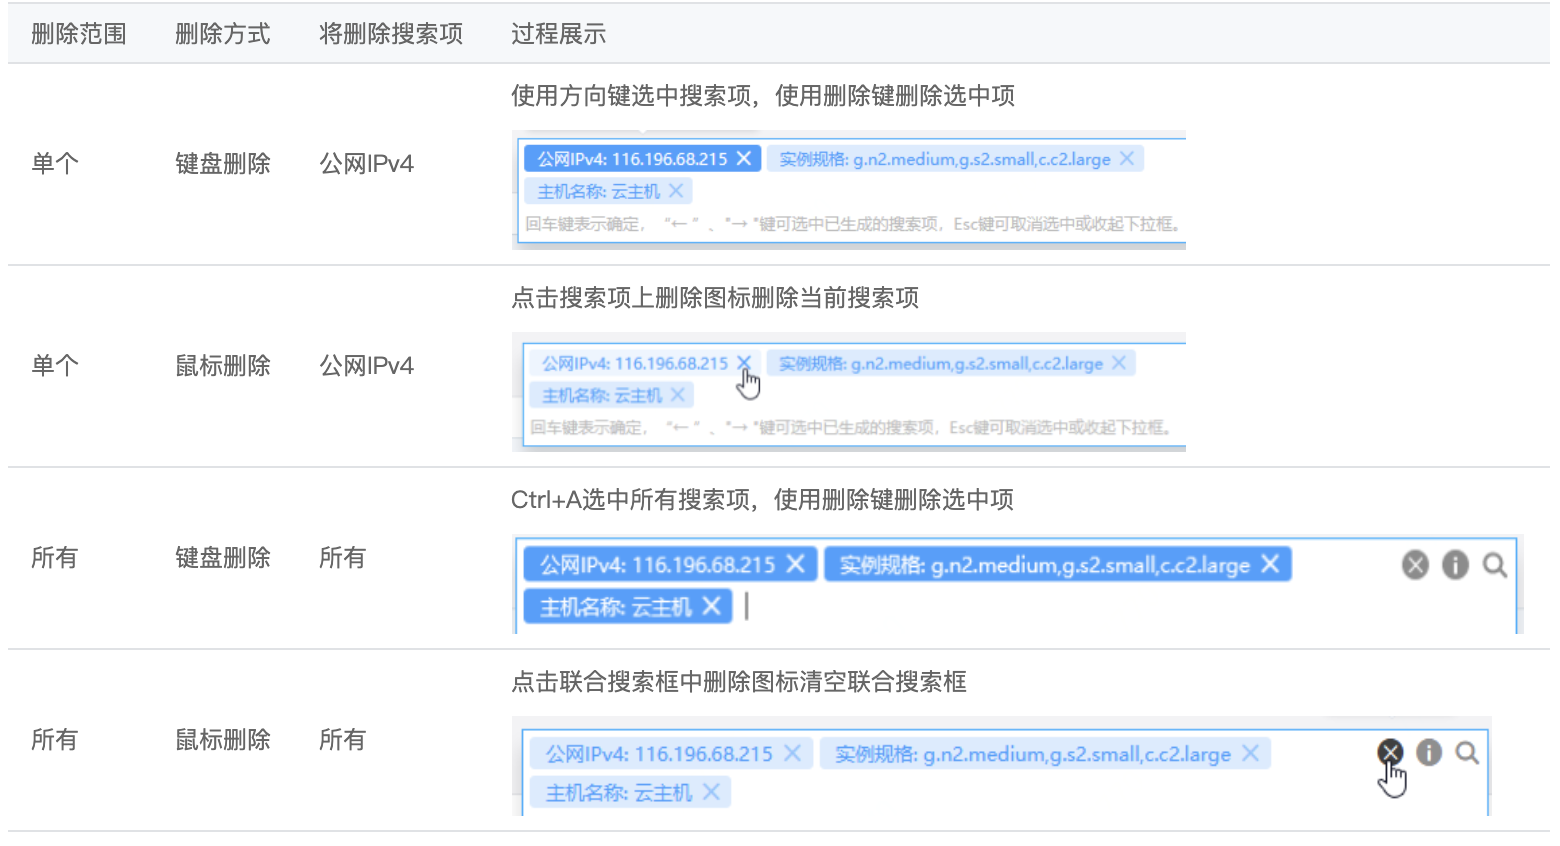 删除范围 删除方式 将删除搜索项 过程展示
使用方向键选中搜索项，使用删除键删除选中项
单个 键盘删除 公网IPv4
公网IPv4: 116.196.68.215 × 实例规格: g.n2.medium,g.s2.small,c.c2.large ×
主机名称: 云主机 ×
回车键表示确定， “←” 、“→ ”键可选中已生成的搜索项，Esc键可取消选中或收起下拉框。
点击搜索项上删除图标删除当前搜索项
单个 鼠标删除 公网IPv4
公网IPv4: 116.196.68.215 × 实例规格: g.n2.medium,g.s2.small,c.c2.large ×
主机名称: 云主机 ×
回车键表示确定， “←” 、“→ ”键可选中已生成的搜索项，Esc键可取消选中或收起下拉框。
Ctrl+A选中所有搜索项，使用删除键删除选中项
所有 键盘删除 所有
公网IPv4: 116.196.68.215 × 实例规格: g.n2.medium,g.s2.small,c.c2.large ×
主机名称: 云主机 ×
点击联合搜索框中删除图标清空联合搜索框
所有 鼠标删除 所有
公网IPv4: 116.196.68.215 × 实例规格: g.n2.medium,g.s2.small,c.c2.large ×
主机名称: 云主机 ×